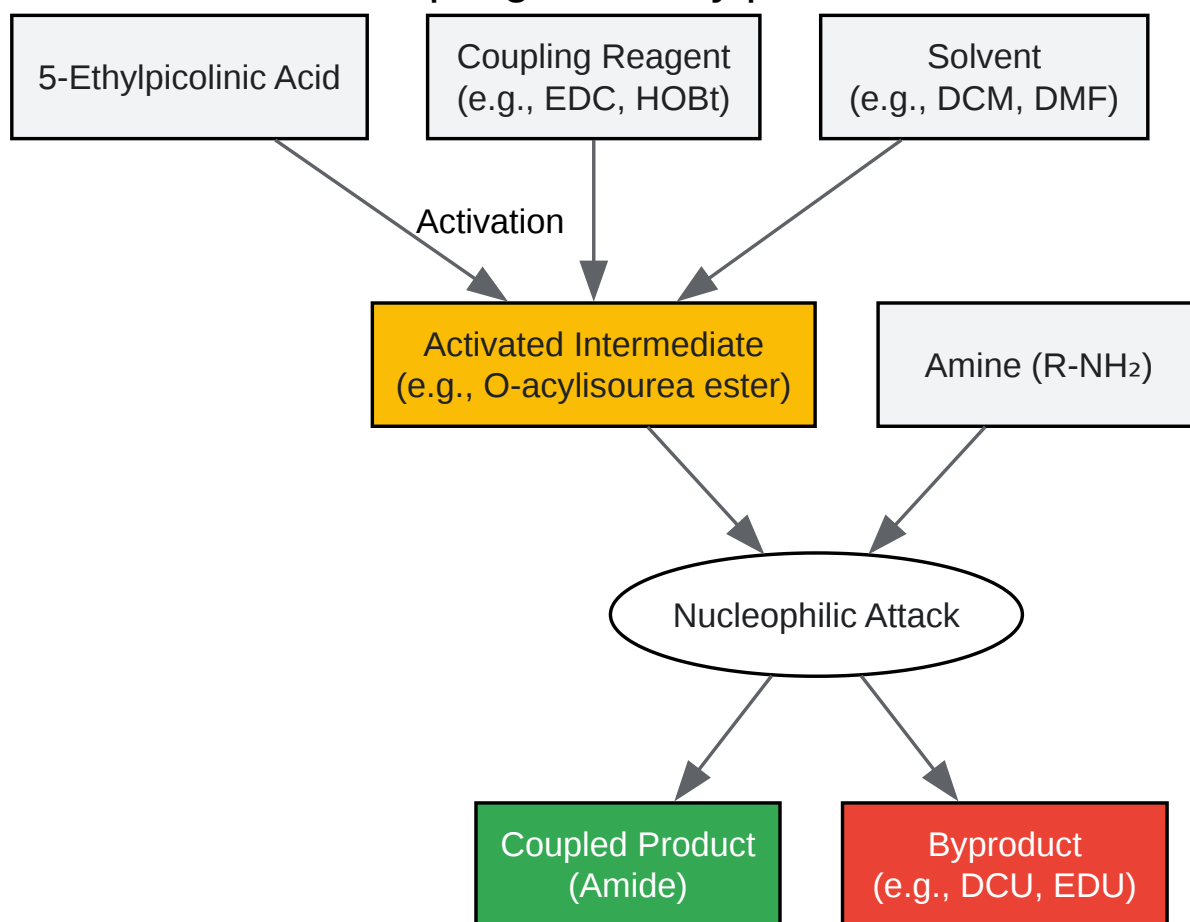 5-Ethylpicolinic Acid
Coupling Reagent
(e.g., EDC, HOBt)
Solvent
(e.g., DCM, DMF)
Activation
Activated Intermediate
(e.g., O-acylisourea ester)
Amine (R-NH₂)
Nucleophilic Attack
Coupled Product
(Amide)
Byproduct
(e.g., DCU, EDU)